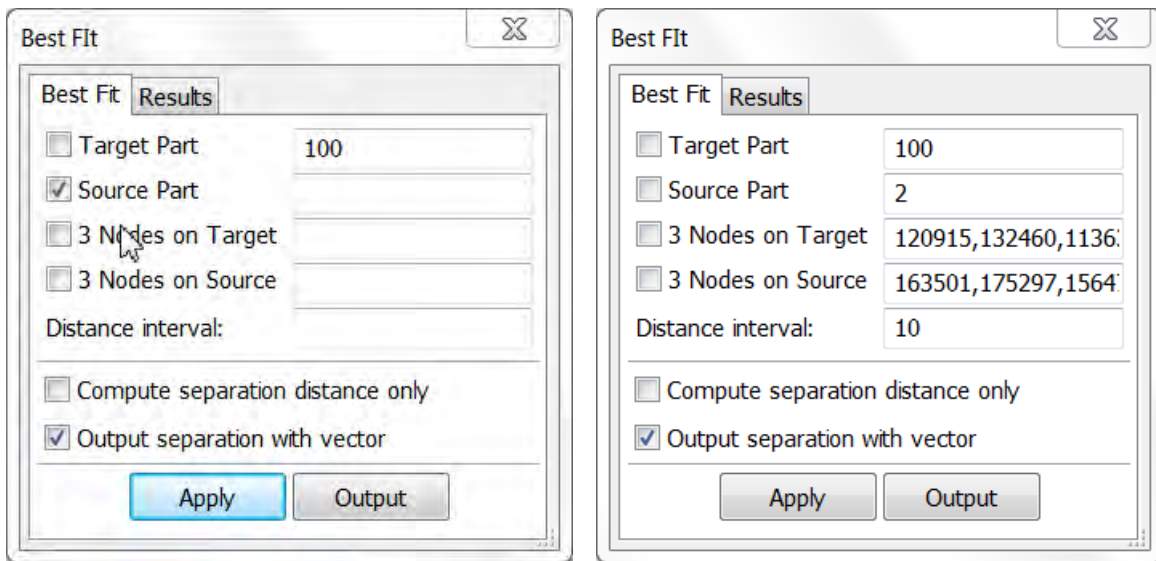 Best FIt
Best Fit Results
Target Part 100
Source Part
3 Nodes on Target
3 Nodes on Source
Distance interval:
Compute separation distance only
Output separation with vector
Apply Output
Best FIt
Best Fit Results
Target Part 100
Source Part 2
3 Nodes on Target 120915,132460,1136
3 Nodes on Source 163501,175297,1564
Distance interval: 10
Compute separation distance only
Output separation with vector
Apply Output